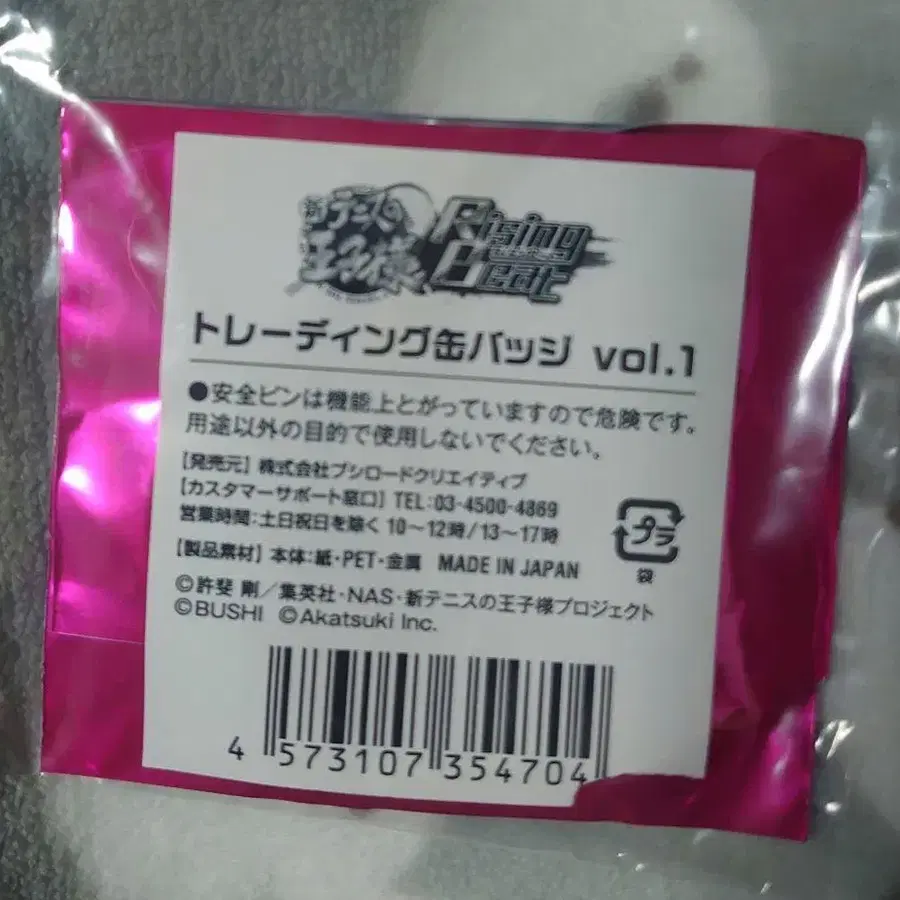 新テニスの王子様 Rising Beat
トレーディング缶バッジ vol.1
●安全ピンは機能上とがっていますので危険です。
用途以外の目的で使用しないでください。
【発売元】株式会社ブシロードクリエイティブ
【カスタマーサポート窓口】TEL:03-4500-4869
営業時間:土日祝日を除く 10〜12時/13〜17時
【製品素材】本体:紙・PET・金属 MADE IN JAPAN
プラ
袋
©許斐 剛/集英社・NAS・新テニスの王子様プロジェクト
©BUSHI ©Akatsuki Inc.
4 573107 354704